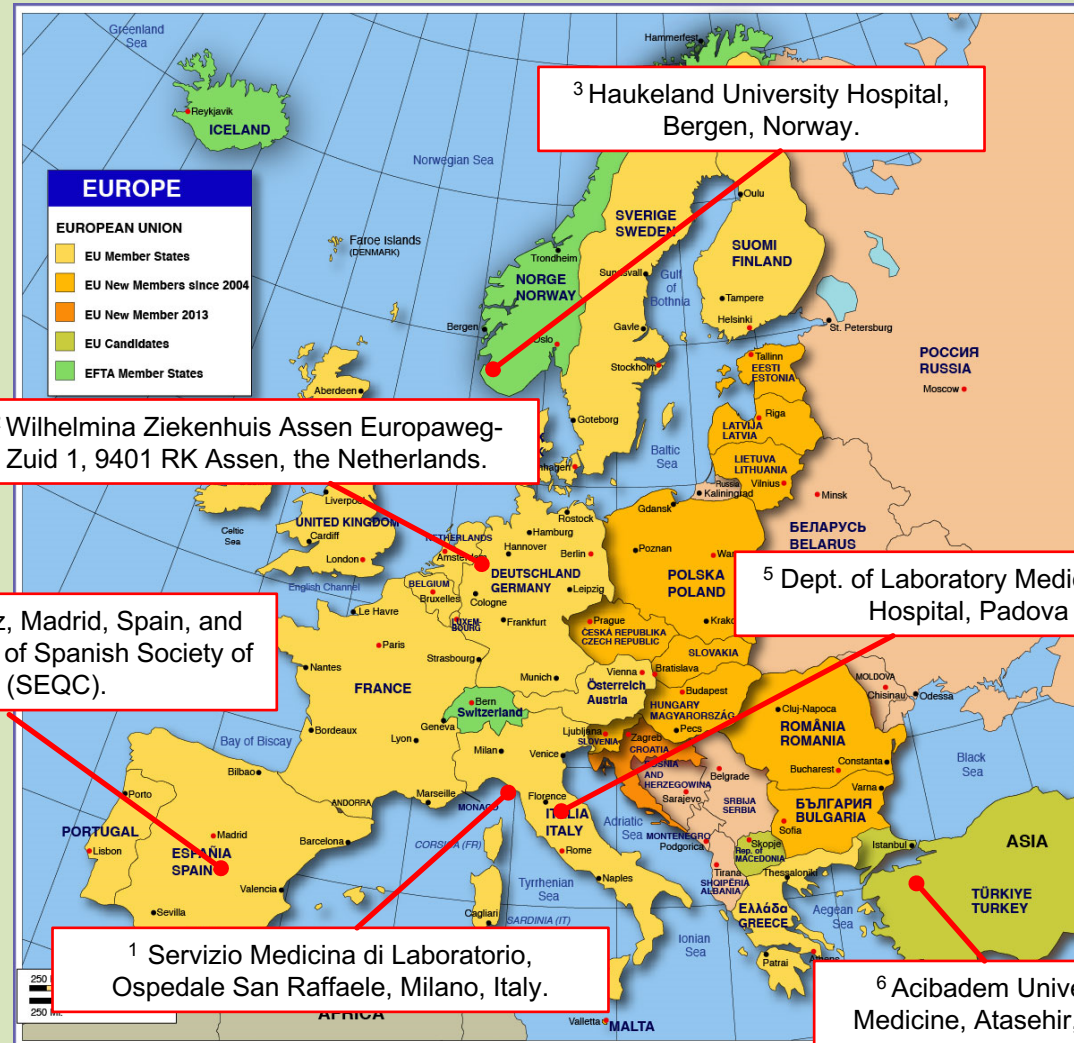 Greenland
Sea
Hammerfest
³ Haukeland University Hospital,
Bergen, Norway.
Reykjavik
ICELAND
Norwegian Sea
EUROPE
EUROPEAN UNION
EU Member States
EU New Members since 2004
EU New Member 2013
EU Candidates
EFTA Member States
Oulu
SVERIGE
SWEDEN
SUOMI
FINLAND
Faroe Islands
(DENMARK)
Trondheim
Sundsvall
Gulf
of
Bothnia
NORGE
NORWAY
Tampere
Bergen
Gavle
Helsinki
St. Petersburg
Oslo
Stockholm
Tallinn
EESTI
ESTONIA
РОССИЯ
RUSSIA
Moscow
Aberdeen
Goteborg
Riga
LATVIJA
LATVIA
Wilhelmina Ziekenhuis Assen Europaweg-
Zuid 1, 9401 RK Assen, the Netherlands.
Baltic
Sea
LIETUVA
LITHUANIA
Vilnius
Russia
Kaliningrad
Minsk
Liverpool
Celtic
Sea
UNITED KINGDOM
Cardiff
London
Rostock
Hamburg
Gdansk
БЕЛАРУСЬ
BELARUS
NETHERLANDS
Amsterdam
Hannover
Berlin
Poznan
English Channel
BELGIUM
Bruxelles
DEUTSCHLAND
GERMANY
Leipzig
Cologne
POLSKA
POLAND
⁵ Dept. of Laboratory Medic
Hospital, Padova
Le Havre
LUXEM-
BOURG
Frankfurt
Prague
ČESKÁ REPUBLIKA
CZECH REPUBLIC
z, Madrid, Spain, and
of Spanish Society of
(SEQC).
Paris
Strasbourg
SLOVAKIA
Nantes
Munich
Vienna
Bratislava
Österreich
Austria
FRANCE
Budapest
HUNGARY
MAGYARORSZÁG
MOLDOVA
Chisinau
Odessa
Bern
Switzerland
Geneva
Cluj-Napoca
ROMÂNIA
ROMANIA
Bordeaux
Lyon
Milan
Venice
Ljubljana
SLOVENIA
Zagreb
CROATIA
Pecs
Bay of Biscay
Bilbao
AND
HERZEGOWINA
Sarajevo
Belgrade
Bucharest
Constanta
Black
Sea
Porto
ANDORRA
Marseille
MONACO
Florence
ITALIA
ITALY
SRBIJA
SERBIA
Varna
БЪЛГАРИЯ
BULGARIA
Sofia
PORTUGAL
Lisbon
Madrid
ESPAÑIA
SPAIN
Barcelona
CORSICA (FR)
Adriatic
Sea
MONTENEGRO
Podgorica
Skopje
Rep. of
MACEDONIA
Istanbul
ASIA
Rome
Valencia
Tyrrhenian
Sea
Naples
Tirana
SHQIPËRIA
ALBANIA
Thessaloniki
TÜRKIYE
TURKEY
Sevilla
Cagliari
SARDINIA (IT)
Ελλάδα
GREECE
Aegean
Sea
¹ Servizio Medicina di Laboratorio,
Ospedale San Raffaele, Milano, Italy.
Ionian
Sea
Patrai
Athens
250
250 Mi.
AFRICA
Valletta
MALTA
⁶ Acibadem Unive
Medicine, Atasehir,